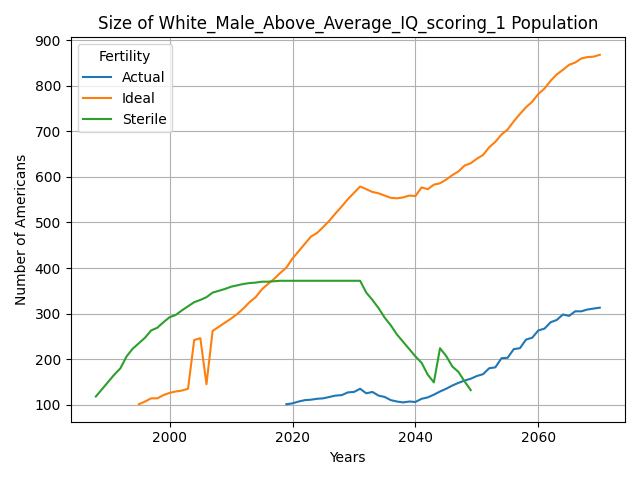 Size of White_Male_Above_Average_IQ_scoring_1 Population
Fertility
Actual
Ideal
Sterile
Number of Americans
900
800
700
600
500
400
300
200
100
2000 2020 2040 2060
Years